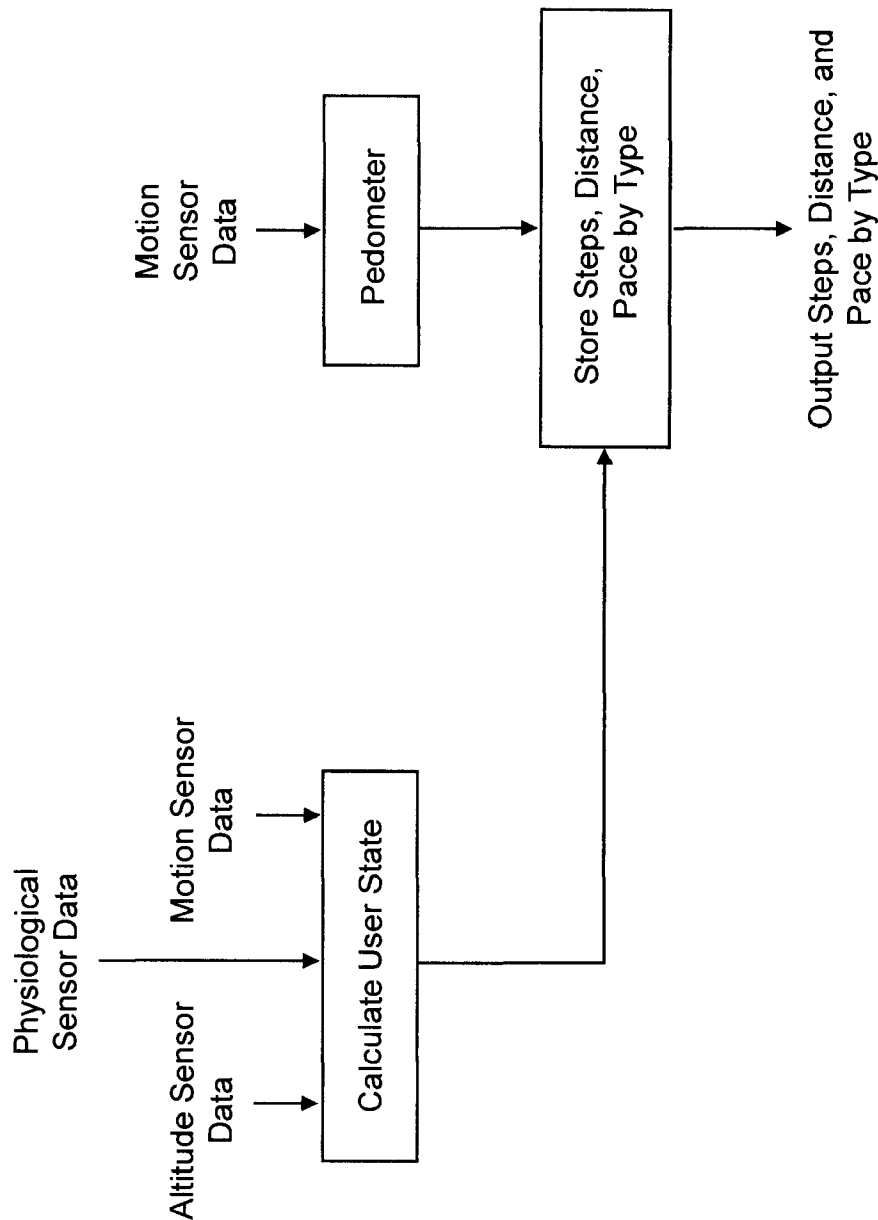 Physiological
Sensor Data
Altitude Sensor
Data
Motion Sensor
Data
Calculate User State
Motion
Sensor
Data
Pedometer
Store Steps, Distance,
Pace by Type
Output Steps, Distance, and
Pace by Type